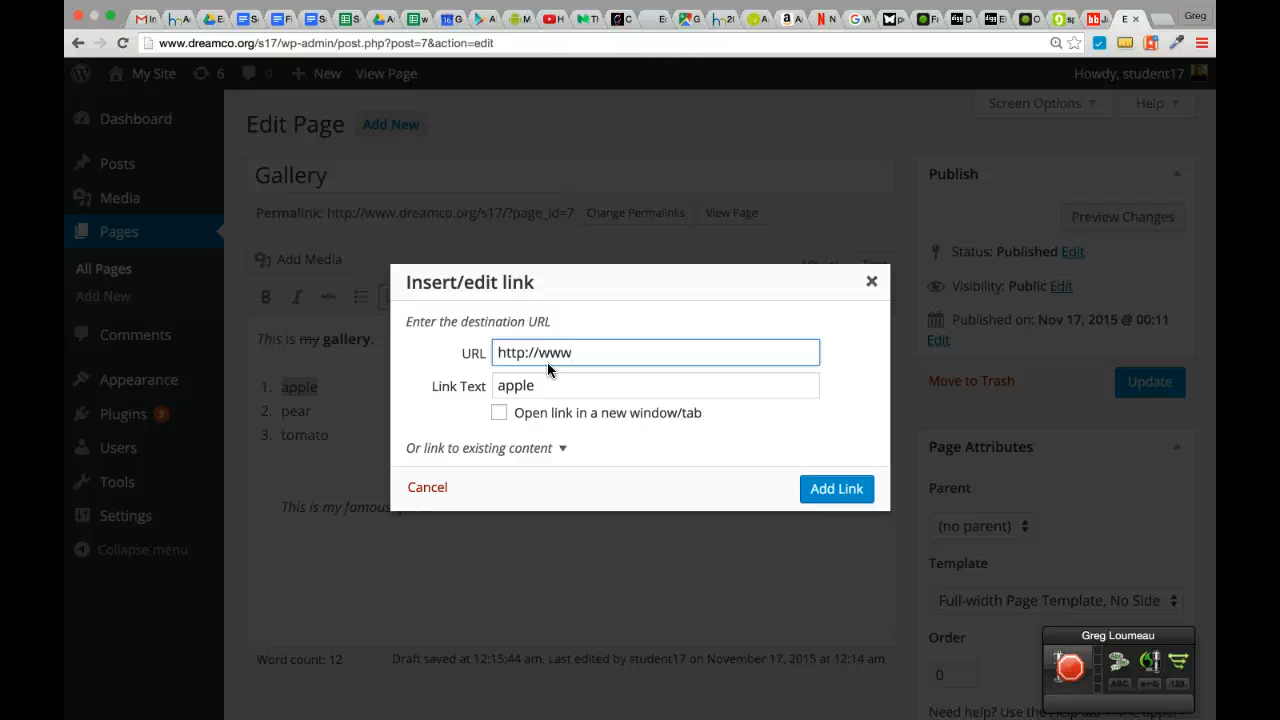 Greg
www.dreamco.org/s17/wp-admin/post.php?post=7&action=edit
My Site 6 0 New View Page Howdy, student17
Screen Options Help
Dashboard
Posts
Media
Pages
All Pages
Add New
Comments
Appearance
Plugins 3
Users
Tools
Settings
Collapse menu
Edit Page Add New
Gallery
Permalink: http://www.dreamco.org/s17/?page_id=7 Change Permalinks View Page
Add Media
B I ABC
This is my gallery.
1. apple
2. pear
3. tomato
This is my famous
Word count: 12 Draft saved at 12:15:44 am. Last edited by student17 on November 17, 2015 at 12:14 am
Insert/edit link
Enter the destination URL
URL http://www
Link Text apple
Open link in a new window/tab
Or link to existing content
Cancel Add Link
Publish
Preview Changes
Status: Published Edit
Visibility: Public Edit
Published on: Nov 17, 2015 @ 00:11
Edit
Move to Trash Update
Page Attributes
Parent
(no parent)
Template
Full-width Page Template, No Side
Order
0
Greg Loumeau
ABC 123